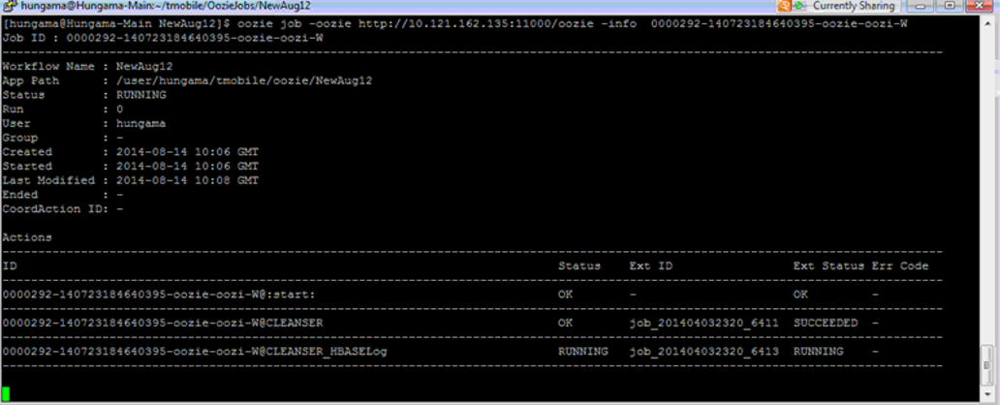 hungama@Hungama-Main:~/tmobile/OozieJobs/NewAug12
Currently Sharing
[hungama@Hungama-Main NewAug12]$ oozie job -oozie http://10.121.162.135:11000/oozie -info 0000292-140723184640395-oozie-oozi-W
Job ID : 0000292-140723184640395-oozie-oozi-W
------------------------------------------------------------------------------------------------------------------------------------
Workflow Name : NewAug12
App Path : /user/hungama/tmobile/oozie/NewAug12
Status : RUNNING
Run : 0
User : hungama
Group : -
Created : 2014-08-14 10:06 GMT
Started : 2014-08-14 10:06 GMT
Last Modified : 2014-08-14 10:08 GMT
Ended : -
CoordAction ID: -
Actions
------------------------------------------------------------------------------------------------------------------------------------
ID Status Ext ID Ext Status Err Code
------------------------------------------------------------------------------------------------------------------------------------
0000292-140723184640395-oozie-oozi-W@:start: OK - OK -
------------------------------------------------------------------------------------------------------------------------------------
0000292-140723184640395-oozie-oozi-W@CLEANSER OK job_201404032320_6411 SUCCEEDED -
------------------------------------------------------------------------------------------------------------------------------------
0000292-140723184640395-oozie-oozi-W@CLEANSER_HBASELog RUNNING job_201404032320_6413 RUNNING -
------------------------------------------------------------------------------------------------------------------------------------